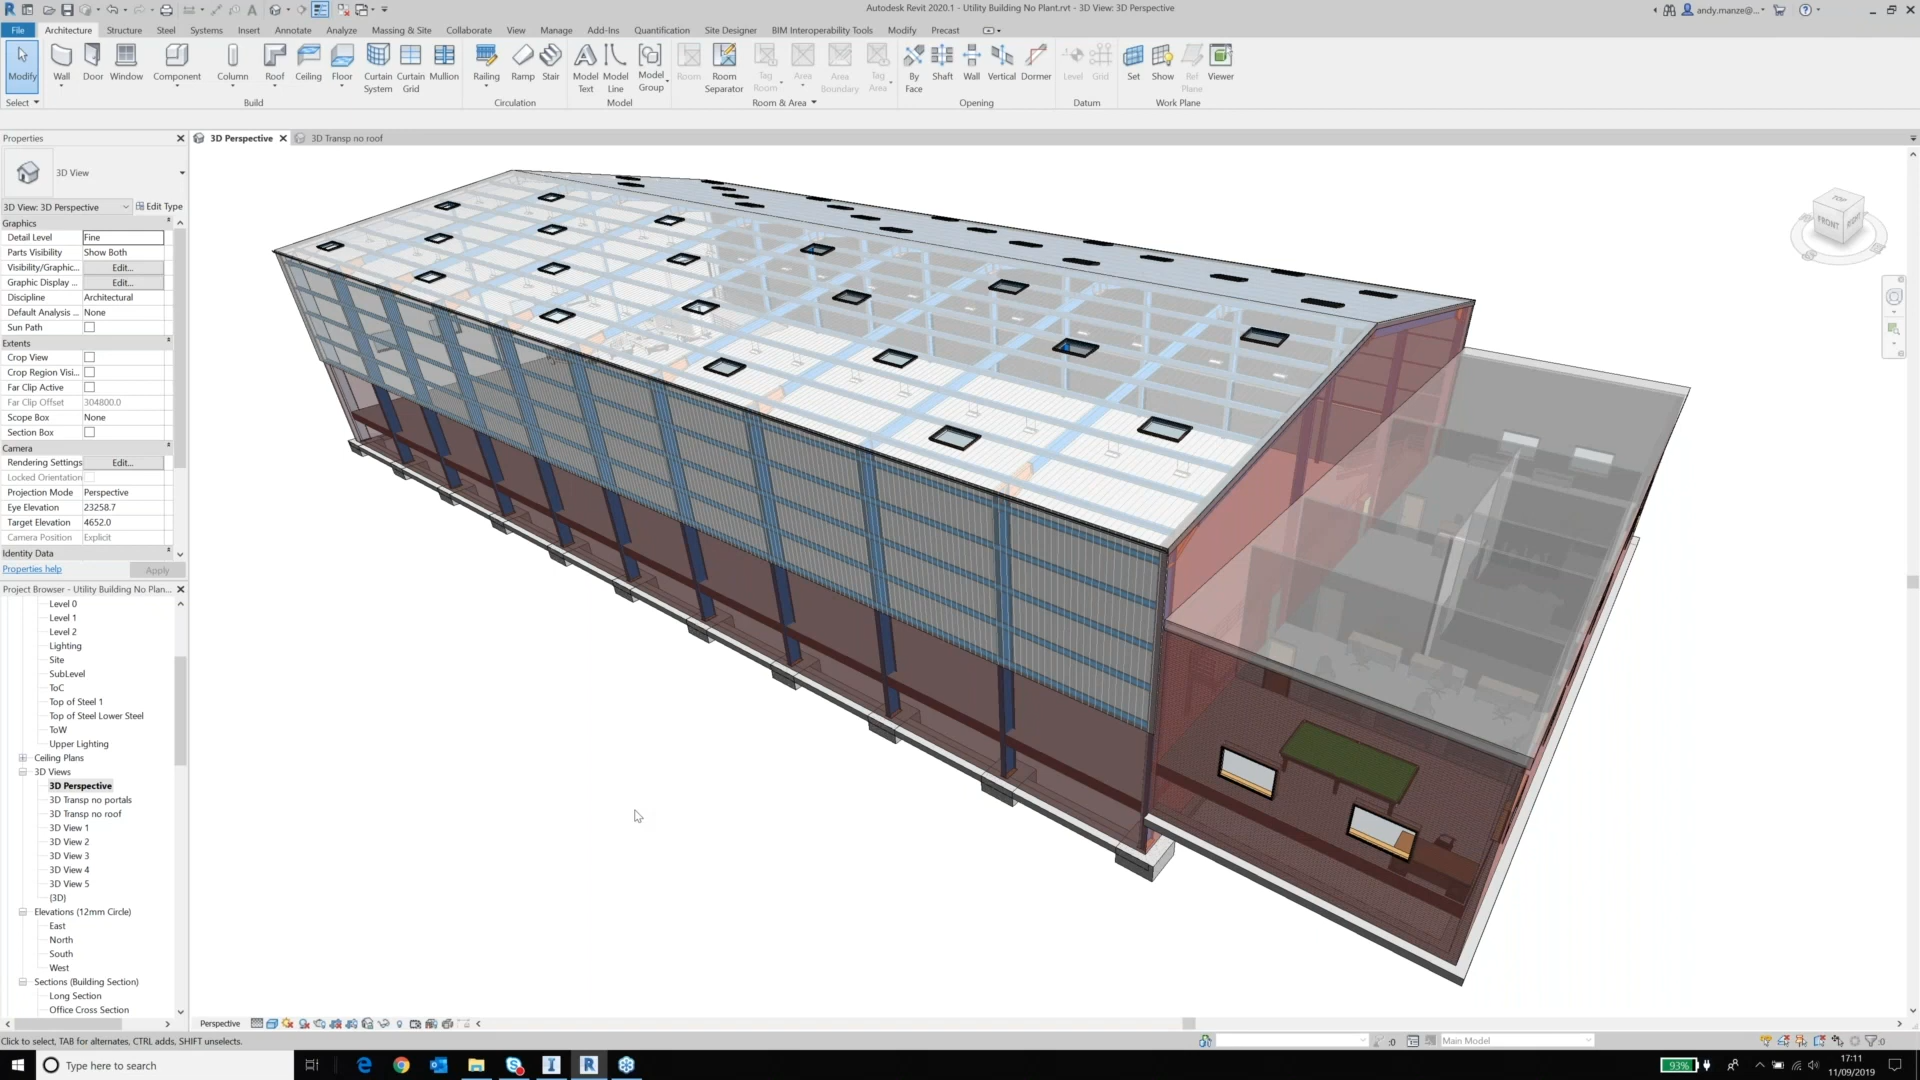 Autodesk Revit 2020.1 - Utility Building No Plant.rvt - 3D View: 3D Perspective
andy.manze@...
File Architecture Structure Steel Systems Insert Annotate Analyze Massing & Site Collaborate View Manage Add-Ins Quantification Site Designer BIM Interoperability Tools Modify Precast
Modify Wall Door Window Component Column Roof Ceiling Floor Curtain System Curtain Grid Mullion Railing Ramp Stair Model Text Model Line Model Group Room Room Separator Tag Room Area Area Boundary Tag Area By Face Shaft Wall Vertical Dormer Level Grid Set Show Ref Plane Viewer
Select Build Circulation Model Room & Area Opening Datum Work Plane
Properties
3D Perspective
3D Transp no roof
3D View
3D View: 3D Perspective Edit Type
Graphics
Detail Level Fine
Parts Visibility Show Both
Visibility/Graphic... Edit...
Graphic Display ... Edit...
Discipline Architectural
Default Analysis ... None
Sun Path
Extents
Crop View
Crop Region Visi...
Far Clip Active
Far Clip Offset 304800.0
Scope Box None
Section Box
Camera
Rendering Settings Edit...
Locked Orientation
Projection Mode Perspective
Eye Elevation 23258.7
Target Elevation 4652.0
Camera Position Explicit
Identity Data
Properties help Apply
Project Browser - Utility Building No Plan...
Level 0
Level 1
Level 2
Lighting
Site
SubLevel
ToC
Top of Steel 1
Top of Steel Lower Steel
ToW
Upper Lighting
Ceiling Plans
3D Views
3D Perspective
3D Transp no portals
3D Transp no roof
3D View 1
3D View 2
3D View 3
3D View 4
3D View 5
{3D}
Elevations (12mm Circle)
East
North
South
West
Sections (Building Section)
Long Section
Office Cross Section
TOP
FRONT
RIGHT
Perspective
Click to select, TAB for alternates, CTRL adds, SHIFT unselects.
:0
Main Model
:0
Type here to search
93%
17:11
11/09/2019